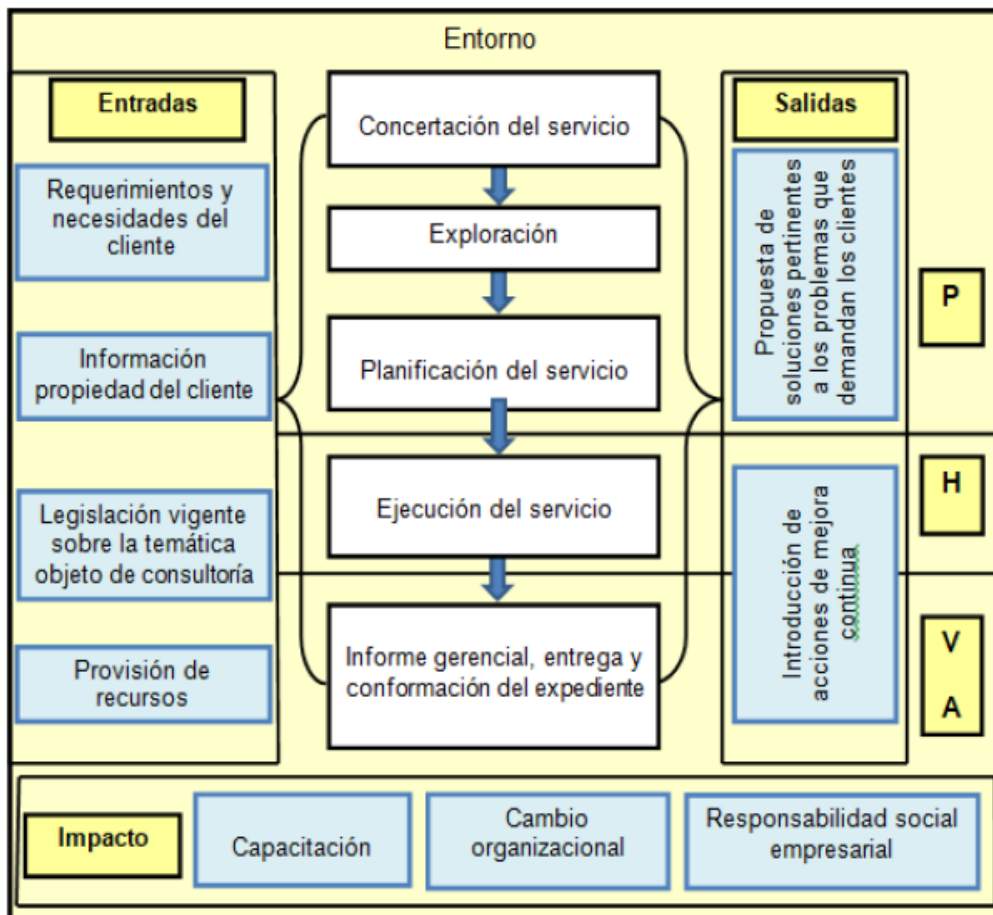 Entorno
Entradas
Requerimientos y
necesidades del
cliente
Información
propiedad del cliente
Legislación vigente
sobre la temática
objeto de consultoría
Provisión de
recursos
Concertación del servicio
Exploración
Planificación del servicio
Ejecución del servicio
Informe gerencial, entrega y
conformación del expediente
Salidas
Propuesta de
soluciones pertinentes
a los problemas que
demandan los clientes
Introducción de
acciones de mejora
continua
P
H
V
A
Impacto
Capacitación
Cambio
organizacional
Responsabilidad social
empresarial